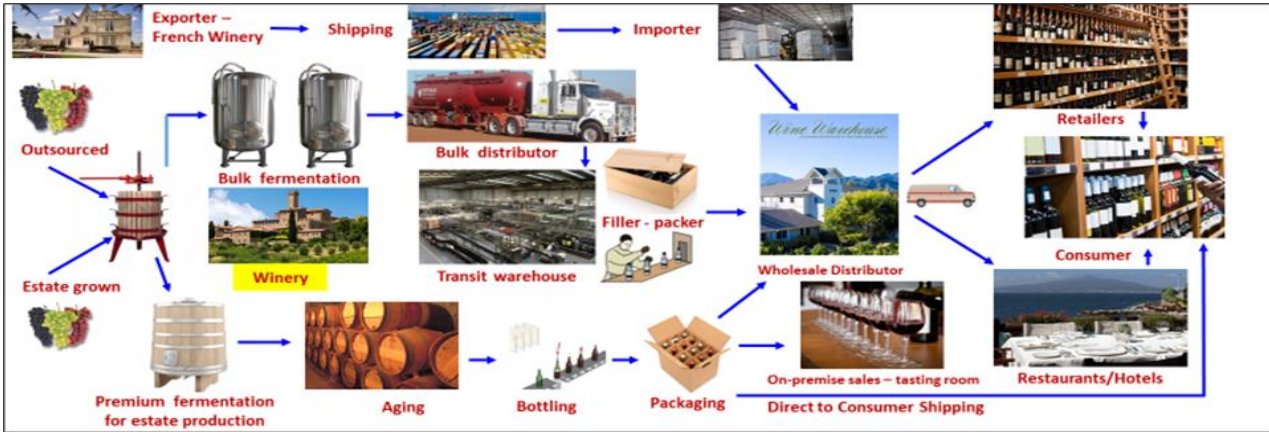 Exporter –
French Winery
Shipping
Importer
Outsourced
Bulk fermentation
Bulk distributor
Wine Warehouse
Retailers
Filler - packer
Winery
Transit warehouse
Wholesale Distributor
Consumer
Estate grown
Premium fermentation
for estate production
Aging
Bottling
Packaging
On-premise sales – tasting room
Direct to Consumer Shipping
Restaurants/Hotels